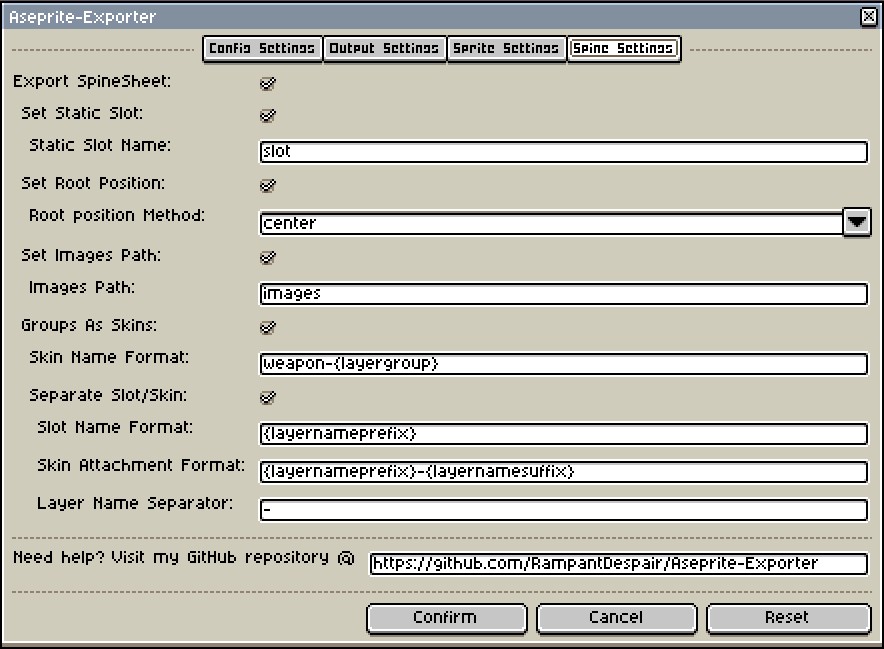 Aseprite-Exporter
Config Settings Output Settings Sprite Settings Spine Settings
Export SpineSheet:
Set Static Slot:
Static Slot Name: slot
Set Root Position:
Root position Method: center
Set Images Path:
Images Path: images
Groups As Skins:
Skin Name Format: weapon-{layergroup}
Separate Slot/Skin:
Slot Name Format: {layernameprefix}
Skin Attachment Format: {layernameprefix}-{layernamesuffix}
Layer Name Separator: -
Need help? Visit my GitHub repository @ https://github.com/RampantDespair/Aseprite-Exporter
Confirm Cancel Reset